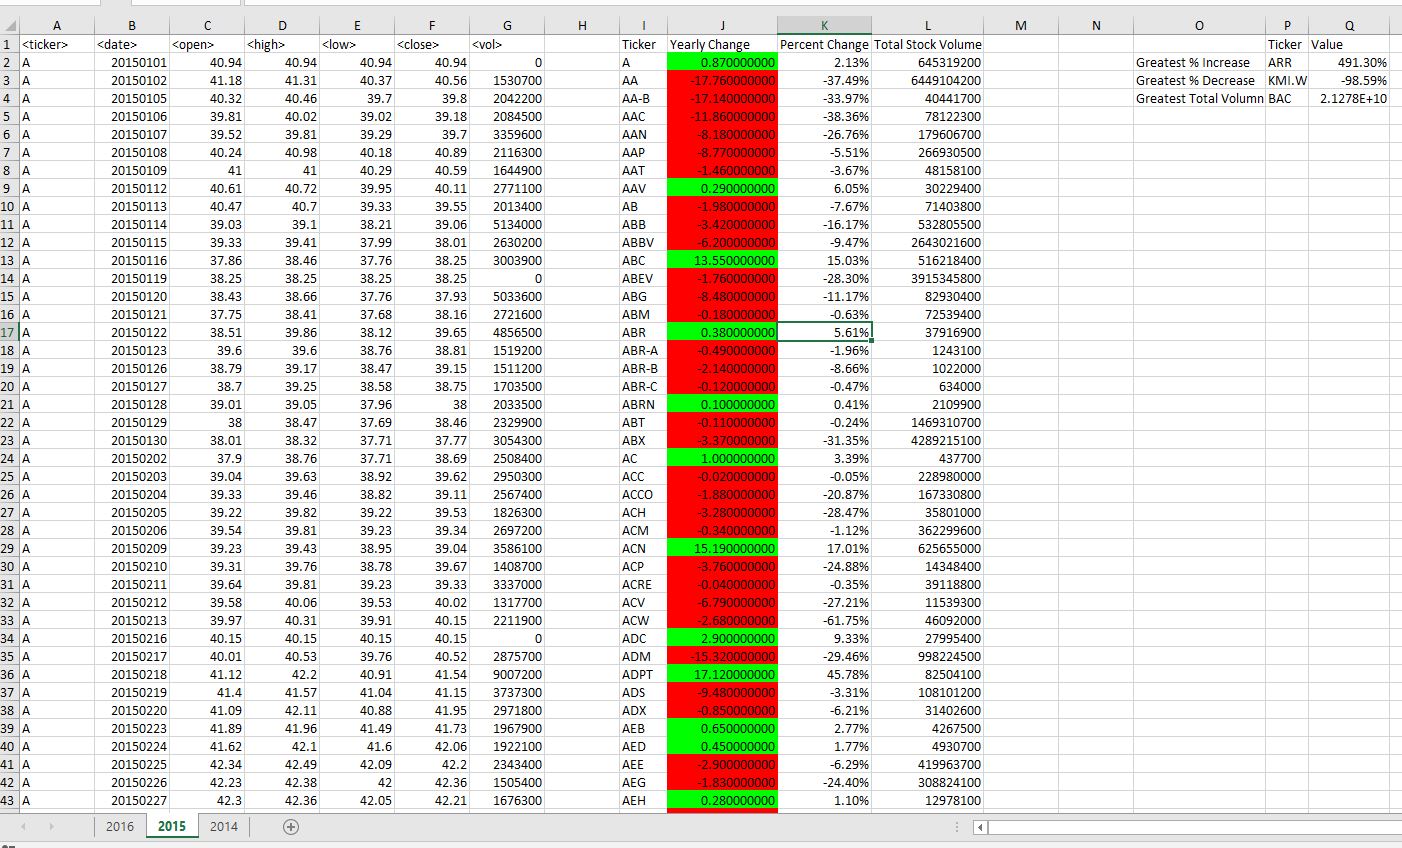 A B C D E F G H I J K L M N O P Q
1 <ticker> <date> <open> <high> <low> <close> <vol> Ticker Yearly Change Percent Change Total Stock Volume Ticker Value
2 A 20150101 40.94 40.94 40.94 40.94 0 A 0.870000000 2.13% 645319200 Greatest % Increase ARR 491.30%
3 A 20150102 41.18 41.31 40.37 40.56 1530700 AA -17.760000000 -37.49% 6449104200 Greatest % Decrease KMI.W -98.59%
4 A 20150105 40.32 40.46 39.7 39.8 2042200 AA-B -17.140000000 -33.97% 40441700 Greatest Total Volumn BAC 2.1278E+10
5 A 20150106 39.81 40.02 39.02 39.18 2084500 AAC -11.860000000 -38.36% 78122300
6 A 20150107 39.52 39.81 39.29 39.7 3359600 AAN -8.180000000 -26.76% 179606700
7 A 20150108 40.24 40.98 40.18 40.89 2116300 AAP -8.770000000 -5.51% 266930500
8 A 20150109 41 41 40.29 40.59 1644900 AAT -1.460000000 -3.67% 48158100
9 A 20150112 40.61 40.72 39.95 40.11 2771100 AAV 0.290000000 6.05% 30229400
10 A 20150113 40.47 40.7 39.33 39.55 2013400 AB -1.980000000 -7.67% 71403800
11 A 20150114 39.03 39.1 38.21 39.06 5134000 ABB -3.420000000 -16.17% 532805500
12 A 20150115 39.33 39.41 37.99 38.01 2630200 ABBV -6.200000000 -9.47% 2643021600
13 A 20150116 37.86 38.46 37.76 38.25 3003900 ABC 13.550000000 15.03% 516218400
14 A 20150119 38.25 38.25 38.25 38.25 0 ABEV -1.760000000 -28.30% 3915345800
15 A 20150120 38.43 38.66 37.76 37.93 5033600 ABG -8.480000000 -11.17% 82930400
16 A 20150121 37.75 38.41 37.68 38.16 2721600 ABM -0.180000000 -0.63% 72539400
17 A 20150122 38.51 39.86 38.12 39.65 4856500 ABR 0.380000000 5.61% 37916900
18 A 20150123 39.6 39.6 38.76 38.81 1519200 ABR-A -0.490000000 -1.96% 1243100
19 A 20150126 38.79 39.17 38.47 39.15 1511200 ABR-B -2.140000000 -8.66% 1022000
20 A 20150127 38.7 39.25 38.58 38.75 1703500 ABR-C -0.120000000 -0.47% 634000
21 A 20150128 39.01 39.05 37.96 38 2033500 ABRN 0.100000000 0.41% 2109900
22 A 20150129 38 38.47 37.69 38.46 2329900 ABT -0.110000000 -0.24% 1469310700
23 A 20150130 38.01 38.32 37.71 37.77 3054300 ABX -3.370000000 -31.35% 4289215100
24 A 20150202 37.9 38.76 37.71 38.69 2508400 AC 1.000000000 3.39% 437700
25 A 20150203 39.04 39.63 38.92 39.62 2950300 ACC -0.020000000 -0.05% 228980000
26 A 20150204 39.33 39.46 38.82 39.11 2567400 ACCO -1.880000000 -20.87% 167330800
27 A 20150205 39.22 39.82 39.22 39.53 1826300 ACH -3.280000000 -28.47% 35801000
28 A 20150206 39.54 39.81 39.23 39.34 2697200 ACM -0.340000000 -1.12% 362299600
29 A 20150209 39.23 39.43 38.95 39.04 3586100 ACN 15.190000000 17.01% 625655000
30 A 20150210 39.31 39.76 38.78 39.67 1408700 ACP -3.760000000 -24.88% 14348400
31 A 20150211 39.64 39.81 39.23 39.33 3337000 ACRE -0.040000000 -0.35% 39118800
32 A 20150212 39.58 40.06 39.53 40.02 1317700 ACV -6.790000000 -27.21% 11539300
33 A 20150213 39.97 40.31 39.91 40.15 2211900 ACW -2.680000000 -61.75% 46092000
34 A 20150216 40.15 40.15 40.15 40.15 0 ADC 2.900000000 9.33% 27995400
35 A 20150217 40.01 40.53 39.76 40.52 2875700 ADM -15.320000000 -29.46% 998224500
36 A 20150218 41.12 42.2 40.91 41.54 9007200 ADPT 17.120000000 45.78% 82504100
37 A 20150219 41.4 41.57 41.04 41.15 3737300 ADS -9.480000000 -3.31% 108101200
38 A 20150220 41.09 42.11 40.88 41.95 2971800 ADX -0.850000000 -6.21% 31402600
39 A 20150223 41.89 41.96 41.49 41.73 1967900 AEB 0.650000000 2.77% 4267500
40 A 20150224 41.62 42.1 41.6 42.06 1922100 AED 0.450000000 1.77% 4930700
41 A 20150225 42.34 42.49 42.09 42.2 2343400 AEE -2.900000000 -6.29% 419963700
42 A 20150226 42.23 42.38 42 42.36 1505400 AEG -1.830000000 -24.40% 308824100
43 A 20150227 42.3 42.36 42.05 42.21 1676300 AEH 0.280000000 1.10% 12978100
2016 2015 2014